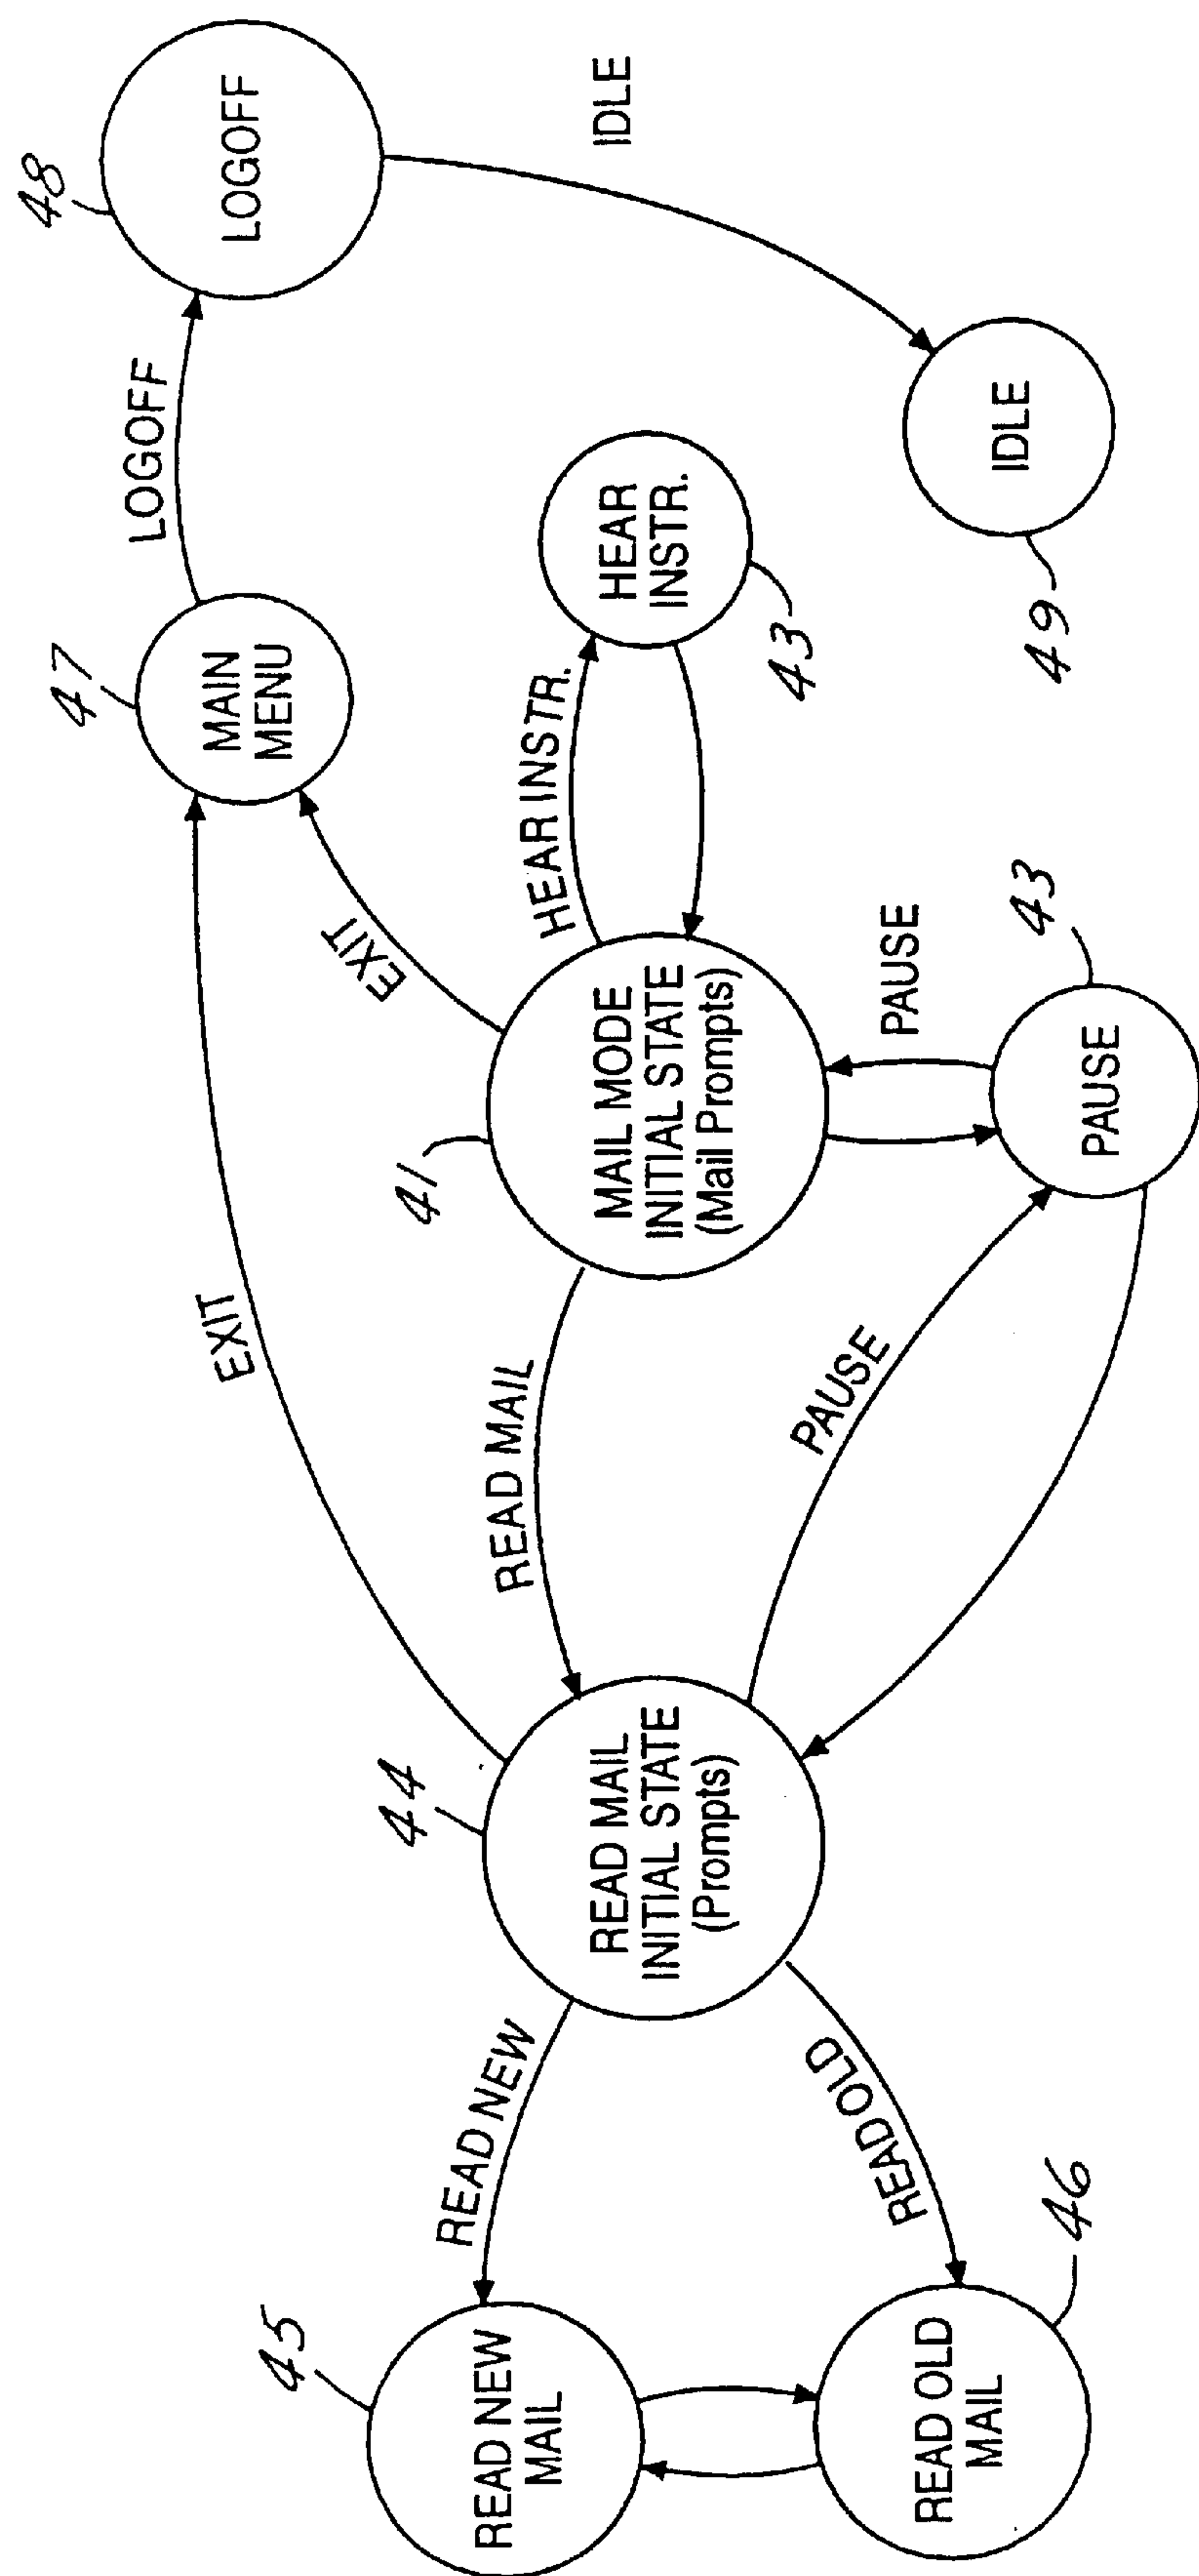 48
LOGOFF
IDLE
LOGOFF
47
MAIN
MENU
HEAR
INSTR.
43
IDLE
49
EXIT
EXIT
HEAR INSTR.
41
MAIL MODE
INITIAL STATE
(Mail Prompts)
PAUSE
43
PAUSE
READ MAIL
PAUSE
44
READ MAIL
INITIAL STATE
(Prompts)
READ NEW
READ OLD
45
READ NEW
MAIL
46
READ OLD
MAIL